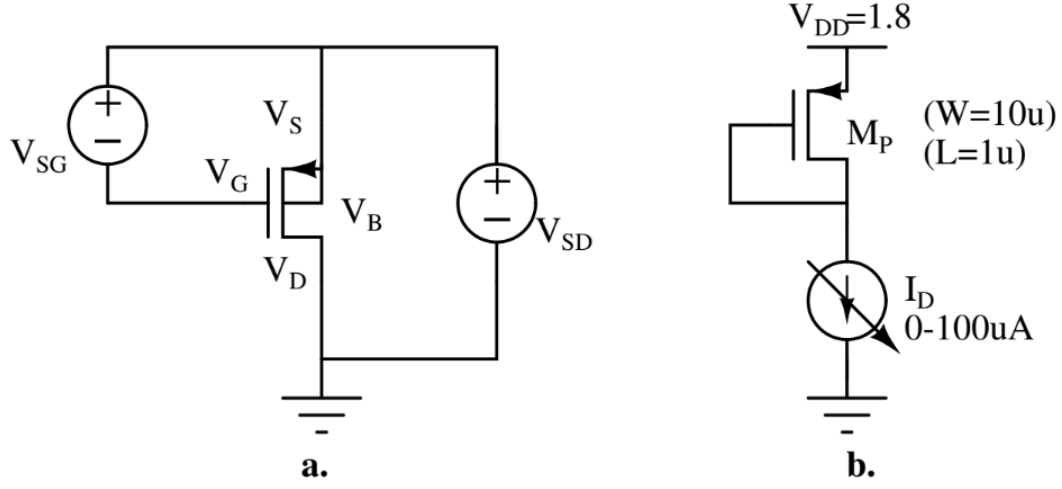 +
−
V_SG
V_S
V_G
V_B
V_D
+
−
V_SD
a.
V_DD=1.8
M_P
(W=10u)
(L=1u)
I_D
0-100uA
b.